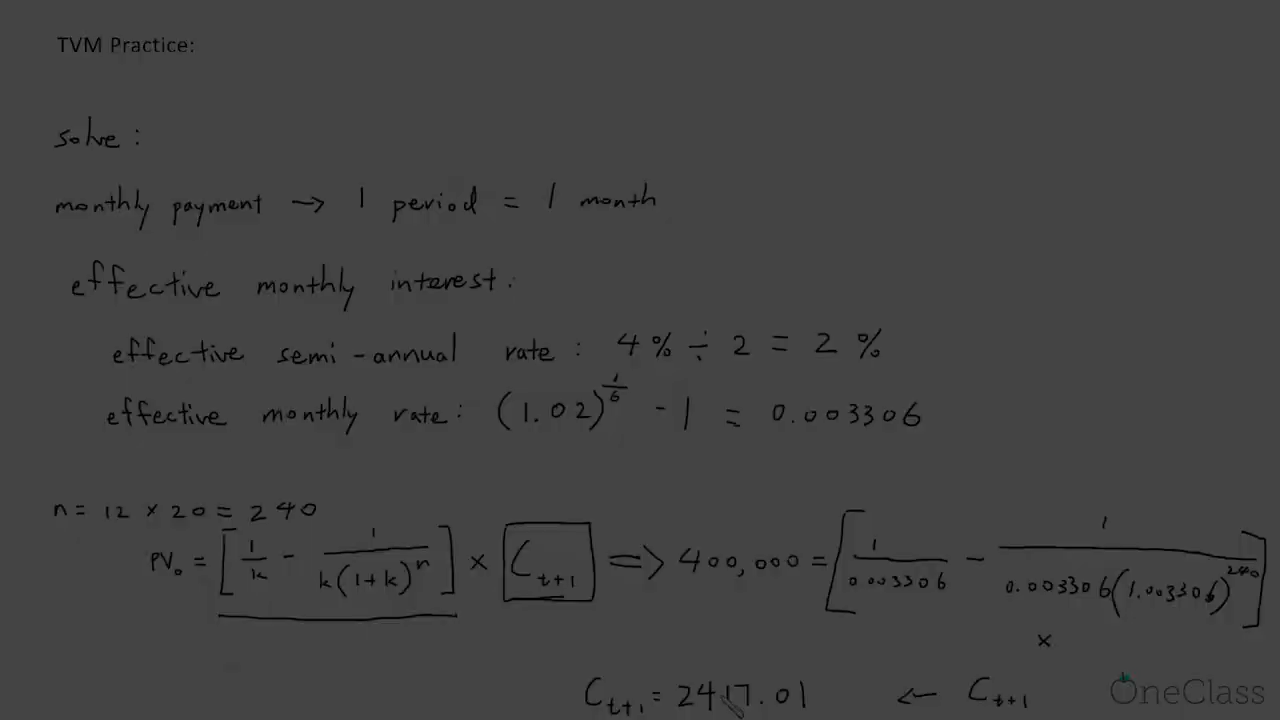 TVM Practice:
solve:
monthly payment → 1 period = 1 month
effective monthly interest:
effective semi-annual rate: 4% ÷ 2 = 2%
effective monthly rate: (1.02)^(1/6) - 1 = 0.003306
n = 12 × 20 = 240
PV₀ = [1/k - 1/(k(1+k)^n)] × C_{t+1} ⇒ 400,000 = [1/0.003306 - 1/(0.003306(1.003306)^240)]
×
C_{t+1} = 2417.01 ← C_{t+1}
OneClass